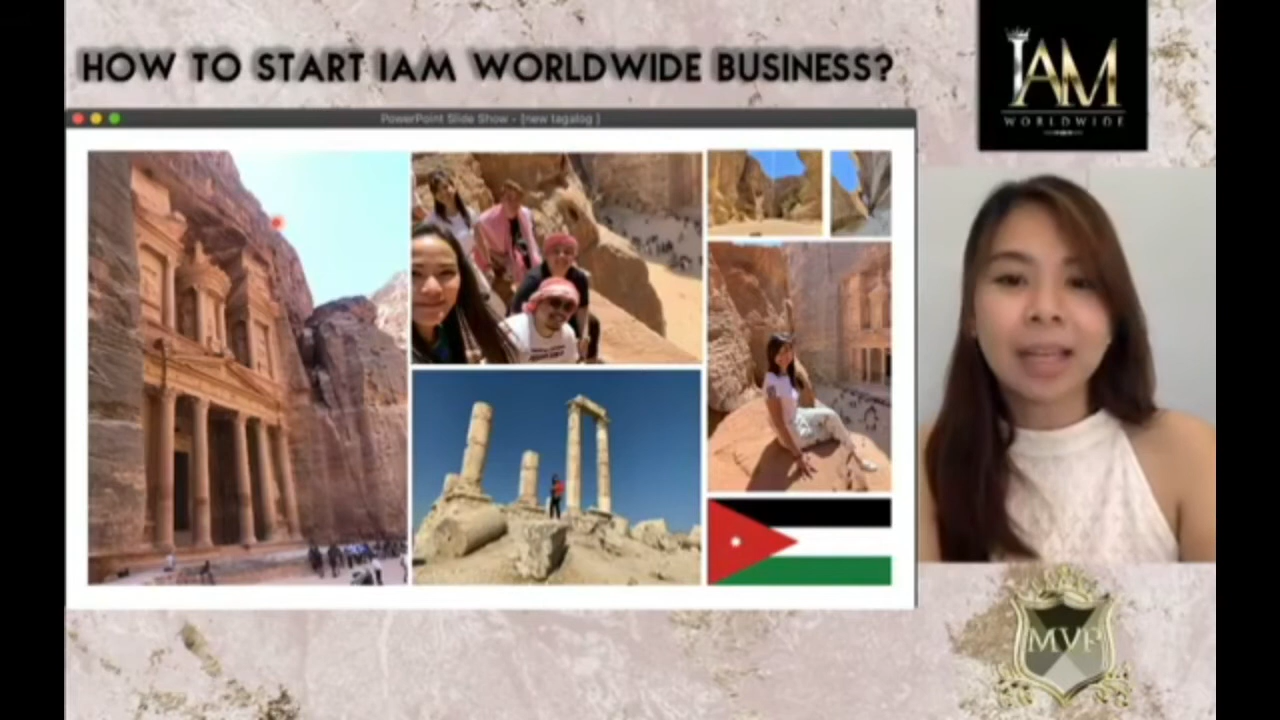 HOW TO START IAM WORLDWIDE BUSINESS?
IAM
WORLDWIDE
PowerPoint Slide Show - [new tagalog ]
MVP